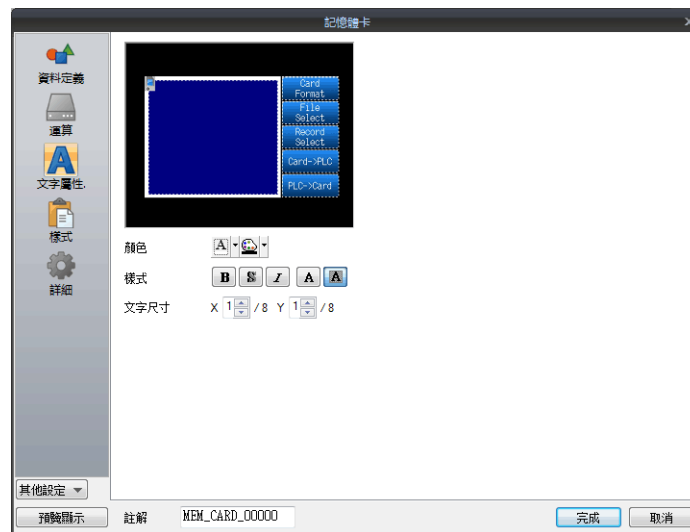 記憶體卡
資料定義
運算
文字屬性.
樣式
詳細
Card
Format
File
Select
Record
Select
Card->PLC
PLC->Card
顏色 A
樣式 B S I A A
文字尺寸 X 1 / 8 Y 1 / 8
其他設定
預覽顯示 註解 MEM_CARD_00000 完成 取消